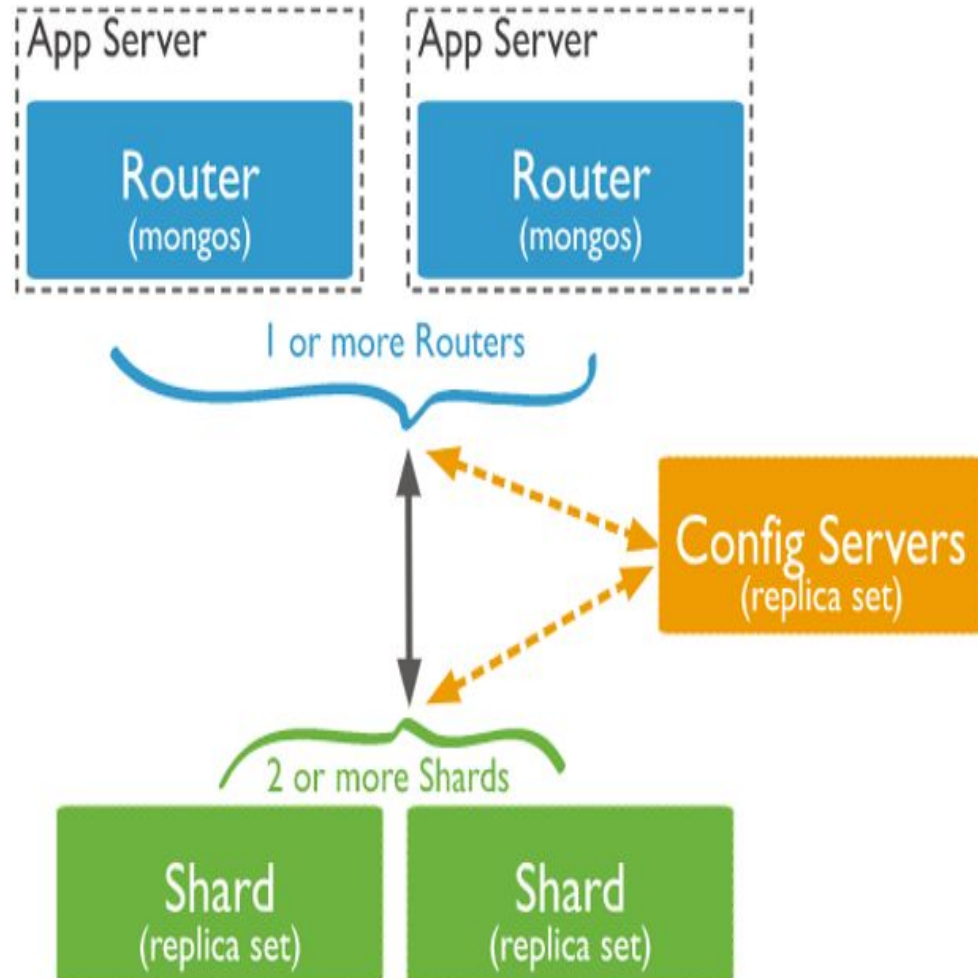 App Server
App Server
Router
(mongos)
Router
(mongos)
1 or more Routers
Config Servers
(replica set)
2 or more Shards
Shard
(replica set)
Shard
(replica set)